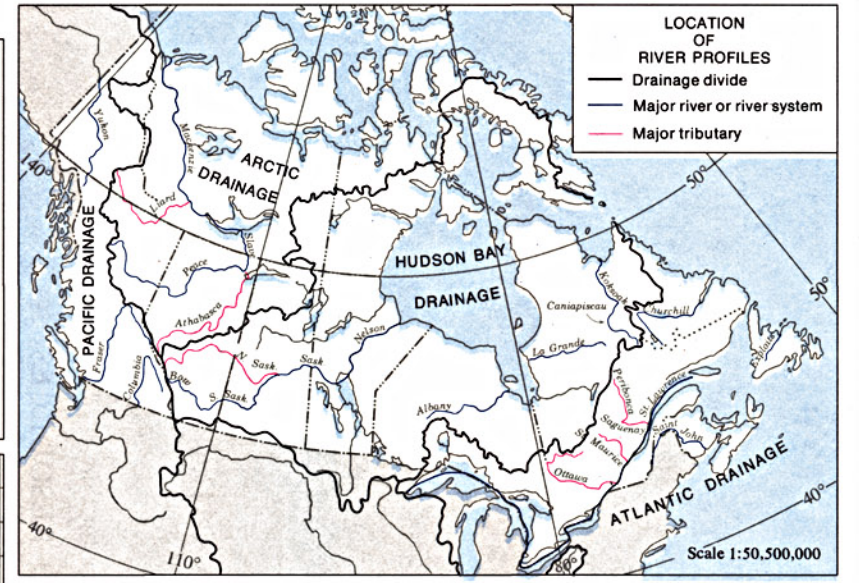 LOCATION
OF
RIVER PROFILES
Drainage divide
Major river or river system
Major tributary
140°
50°
50°
40°
40°
110°
80°
Yukon
Mackenzie
ARCTIC
DRAINAGE
Liard
Slave
PACIFIC DRAINAGE
Peace
Athabasca
HUDSON BAY
DRAINAGE
Koksoak
Caniapiscau
Churchill
Exploits
Fraser
Columbia
Bow
N Sask.
S. Sask.
Sask
Nelson
La Grande
Albany
Peribonca
Saguenay
St Lawrence
St Maurice
Saint
John
Ottawa
ATLANTIC DRAINAGE
Scale 1:50,500,000